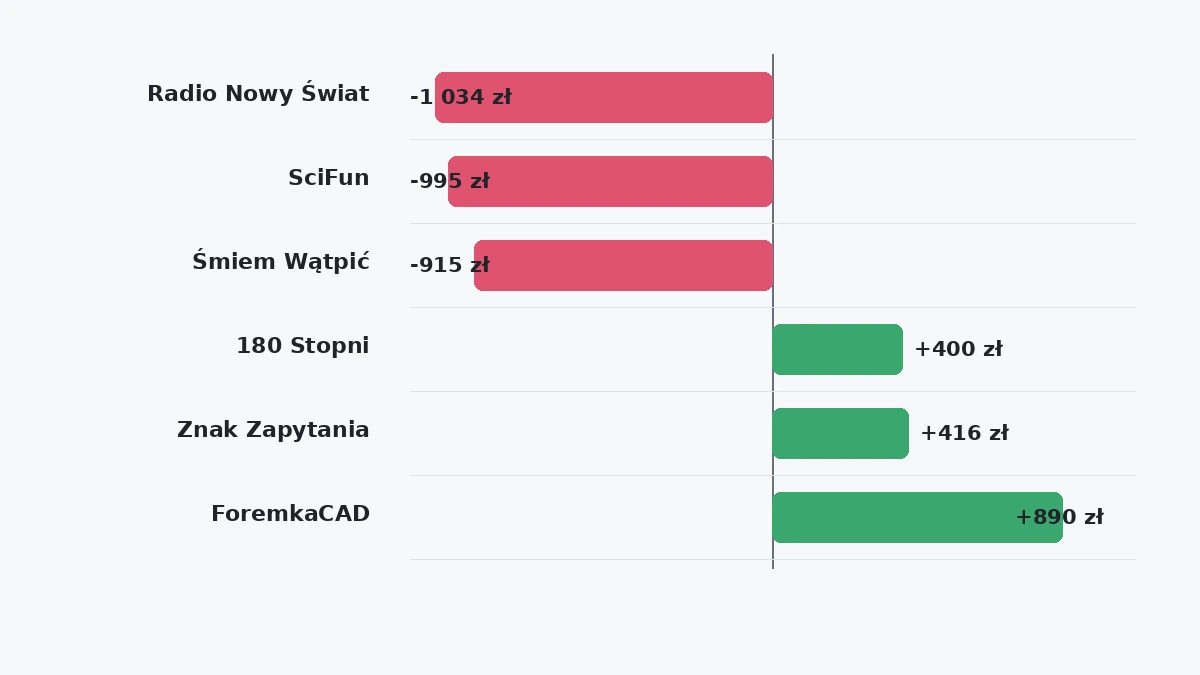 Radio Nowy Świat -1 034 zł
SciFun -995 zł
Śmiem Wątpić -915 zł
180 Stopni +400 zł
Znak Zapytania +416 zł
ForemkaCAD +890 zł